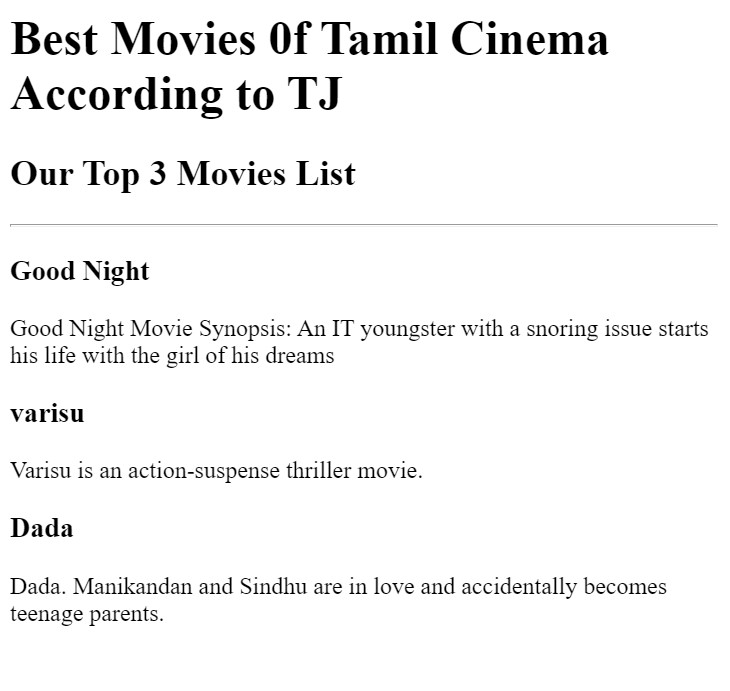 Best Movies 0f Tamil Cinema
According to TJ
Our Top 3 Movies List
Good Night
Good Night Movie Synopsis: An IT youngster with a snoring issue starts
his life with the girl of his dreams
varisu
Varisu is an action-suspense thriller movie.
Dada
Dada. Manikandan and Sindhu are in love and accidentally becomes
teenage parents.